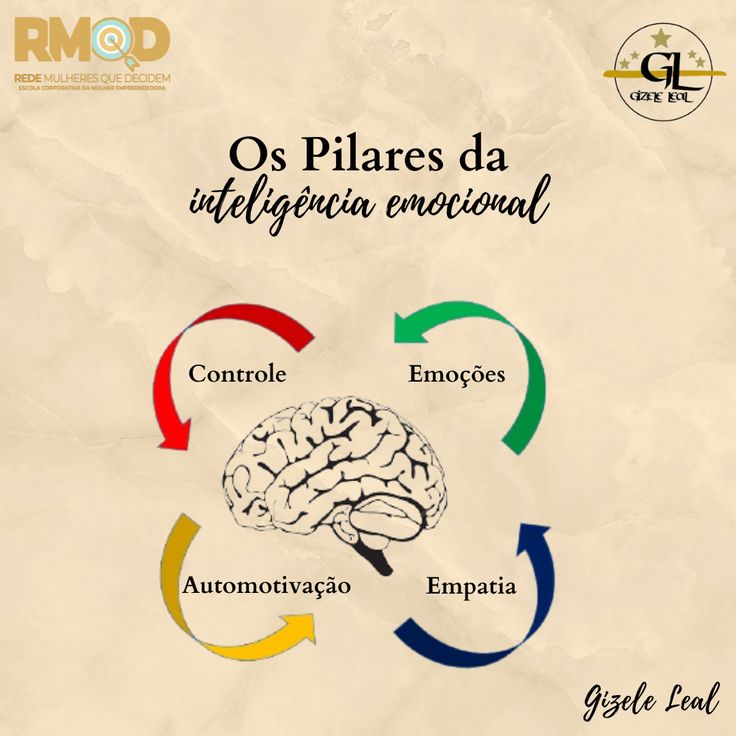 RMQD
REDE MULHERES QUE DECIDEM
ESCOLA CORPORATIVA DA MULHER EMPREENDEDORA
GL
GIZELE LEAL
Os Pilares da
inteligência emocional
Controle
Emoções
Automotivação
Empatia
Gizele Leal